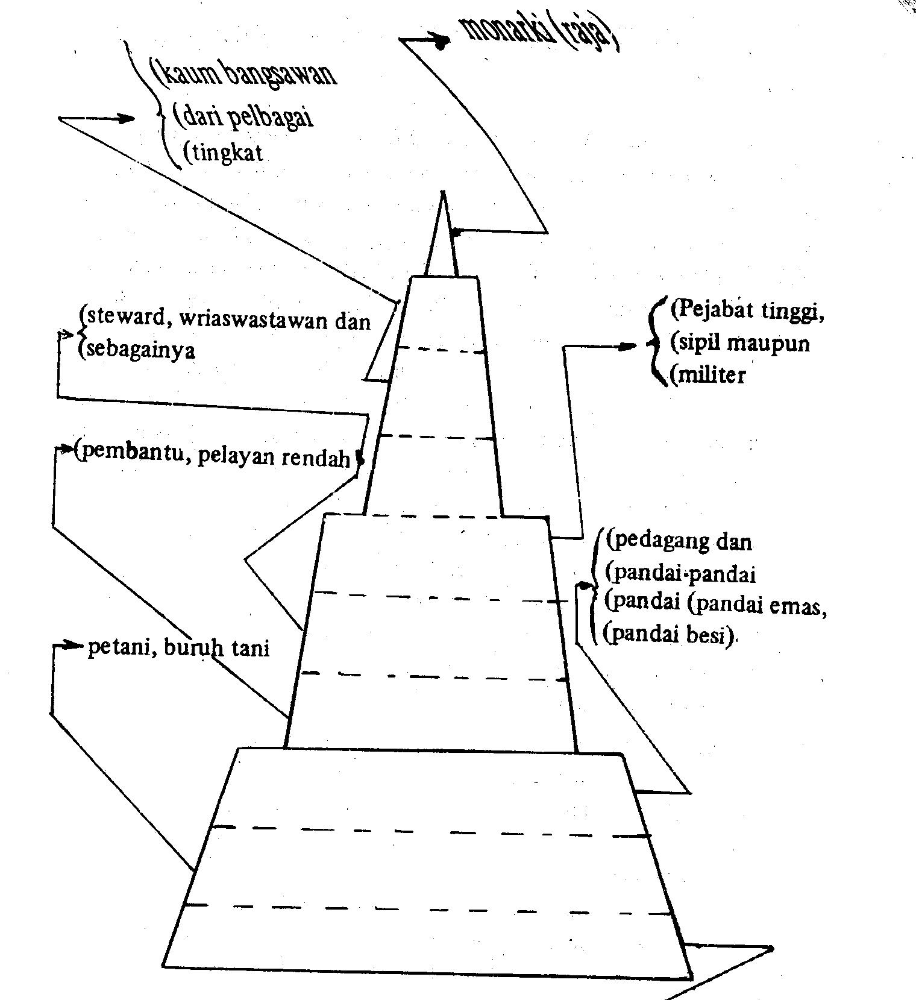 monarki (raja)
(kaum bangsawan
(dari pelbagai
(tingkat
(steward, wriaswastawan dan
(sebagainya
(Pejabat tinggi,
(sipil maupun
(militer
(pembantu, pelayan rendah
(pedagang dan
(pandai-pandai
(pandai (pandai emas,
(pandai besi).
petani, buruh tani